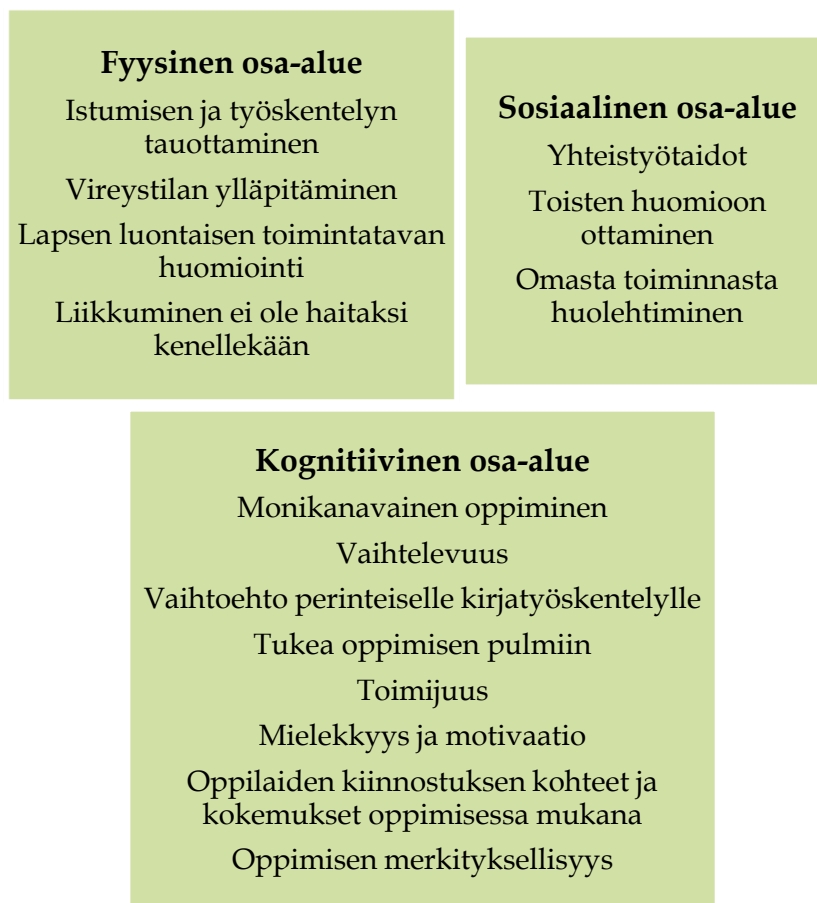 Fyysinen osa-alue
Istumisen ja työskentelyn
tauottaminen
Vireystilan ylläpitäminen
Lapsen luontaisen toimintatavan
huomiointi
Liikkuminen ei ole haitaksi
kenellekään
Sosiaalinen osa-alue
Yhteistyötaidot
Toisten huomioon
ottaminen
Omasta toiminnasta
huolehtiminen
Kognitiivinen osa-alue
Monikanavainen oppiminen
Vaihtelevuus
Vaihtoehto perinteiselle kirjatyöskentelylle
Tukea oppimisen pulmiin
Toimijuus
Mielekkyys ja motivaatio
Oppilaiden kiinnostuksen kohteet ja
kokemukset oppimisessa mukana
Oppimisen merkityksellisyys